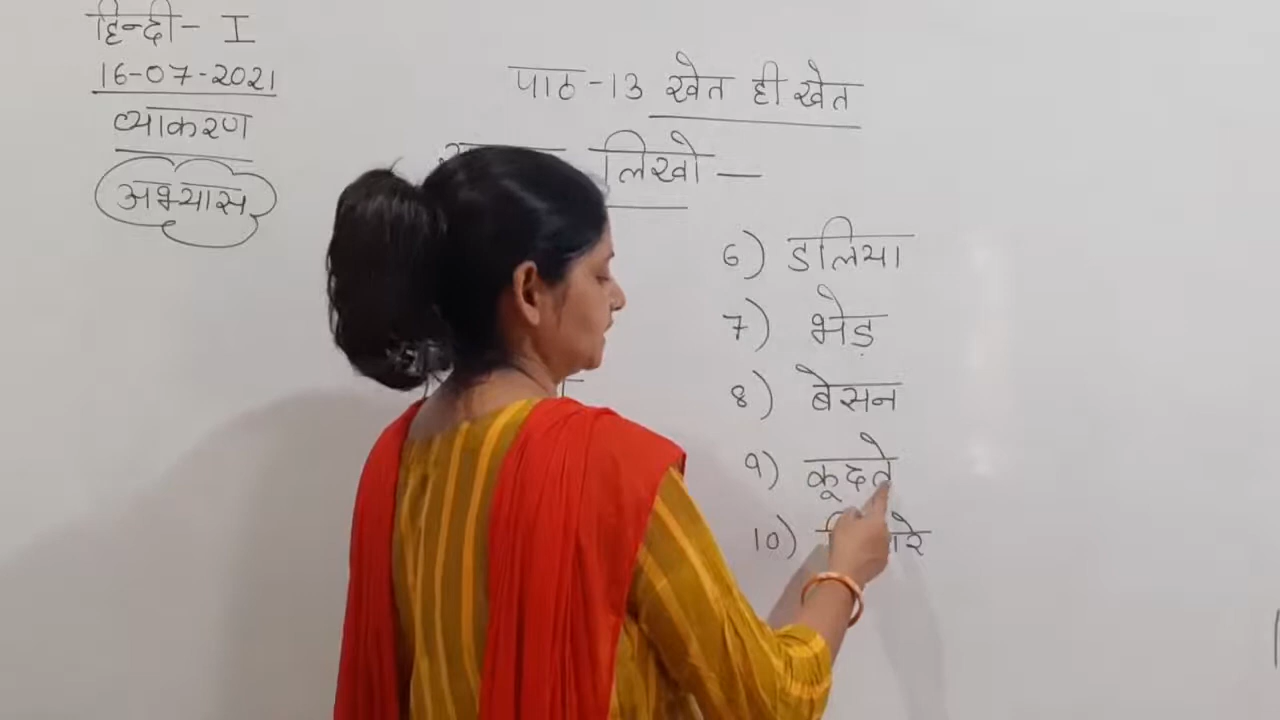 हिन्दी- I
16-07-2021
व्याकरण
अभ्यास
पाठ-13 खेत ही खेत
लिखो —
6) डलिया
7) भेड़
8) बेसन
9) कूदते
10)